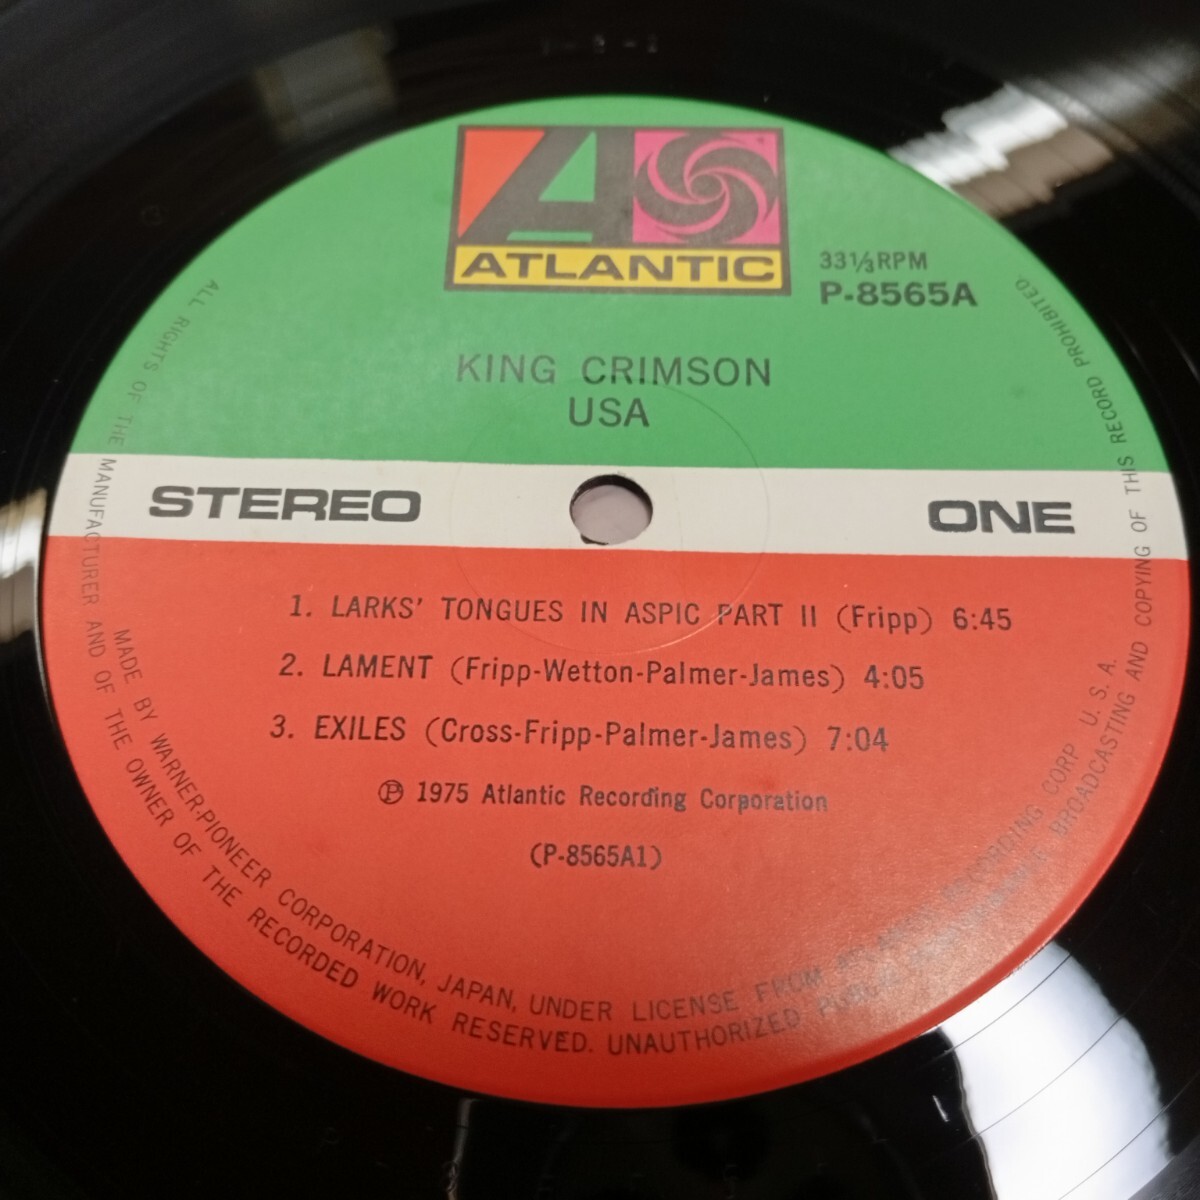 ATLANTIC
33⅓RPM
P-8565A
KING CRIMSON
USA
STEREO
ONE
1. LARKS' TONGUES IN ASPIC PART II (Fripp) 6:45
2. LAMENT (Fripp-Wetton-Palmer-James) 4:05
3. EXILES (Cross-Fripp-Palmer-James) 7:04
Ⓟ 1975 Atlantic Recording Corporation
(P-8565A1)
MADE BY WARNER-PIONEER CORPORATION, JAPAN, UNDER LICENSE FROM ATLANTIC RECORDING CORP. U.S.A.
ALL RIGHTS OF THE MANUFACTURER AND OF THE OWNER OF THE RECORDED WORK RESERVED. UNAUTHORIZED PUBLIC BROADCASTING AND COPYING OF THIS RECORD PROHIBITED.